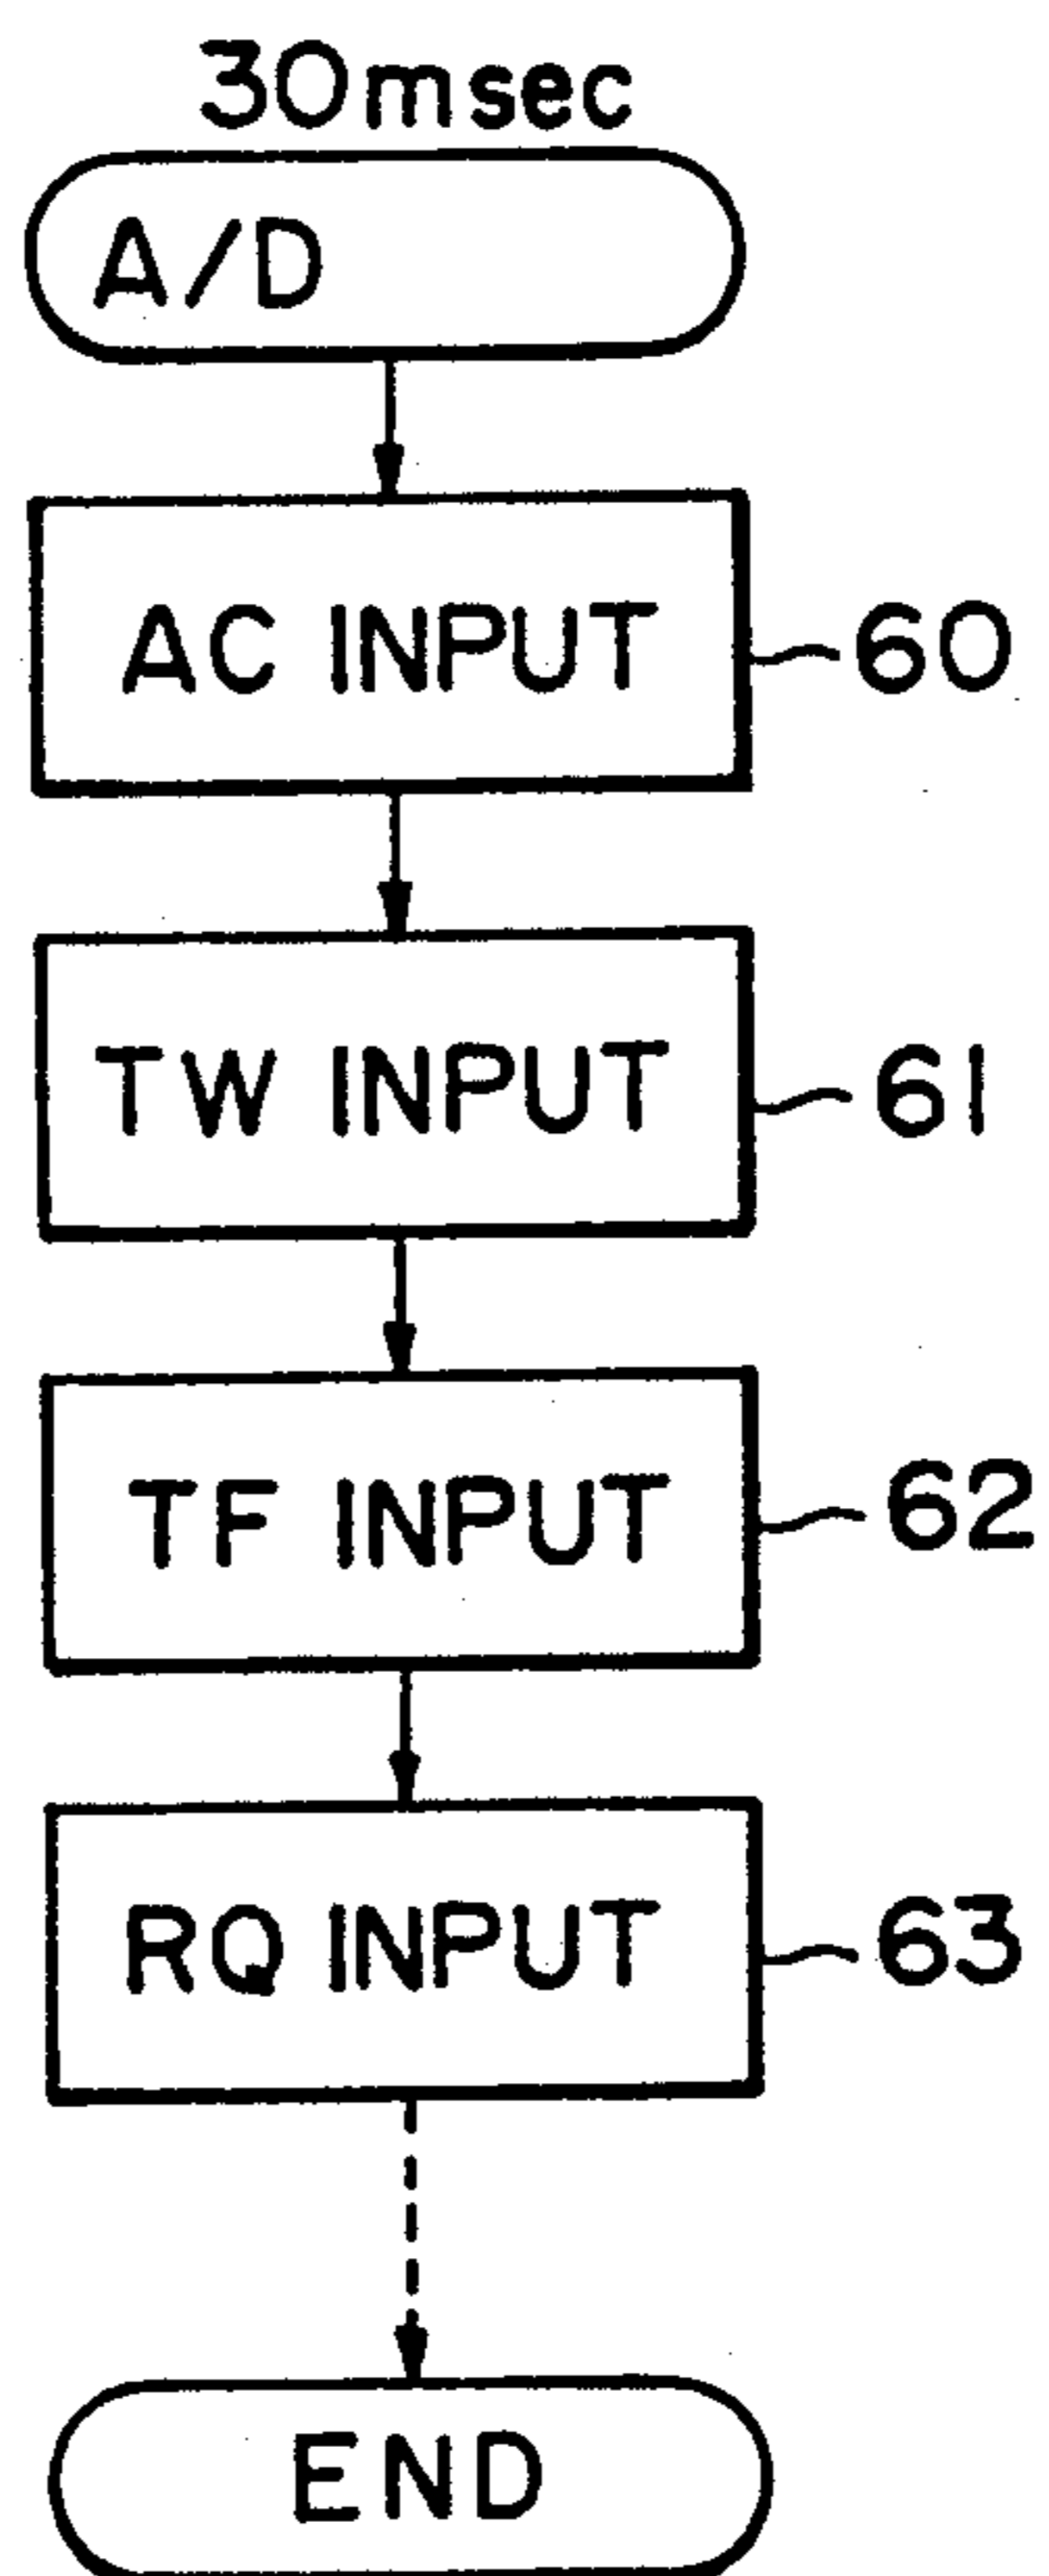 30msec
A/D
AC INPUT
60
TW INPUT
61
TF INPUT
62
RQ INPUT
63
END